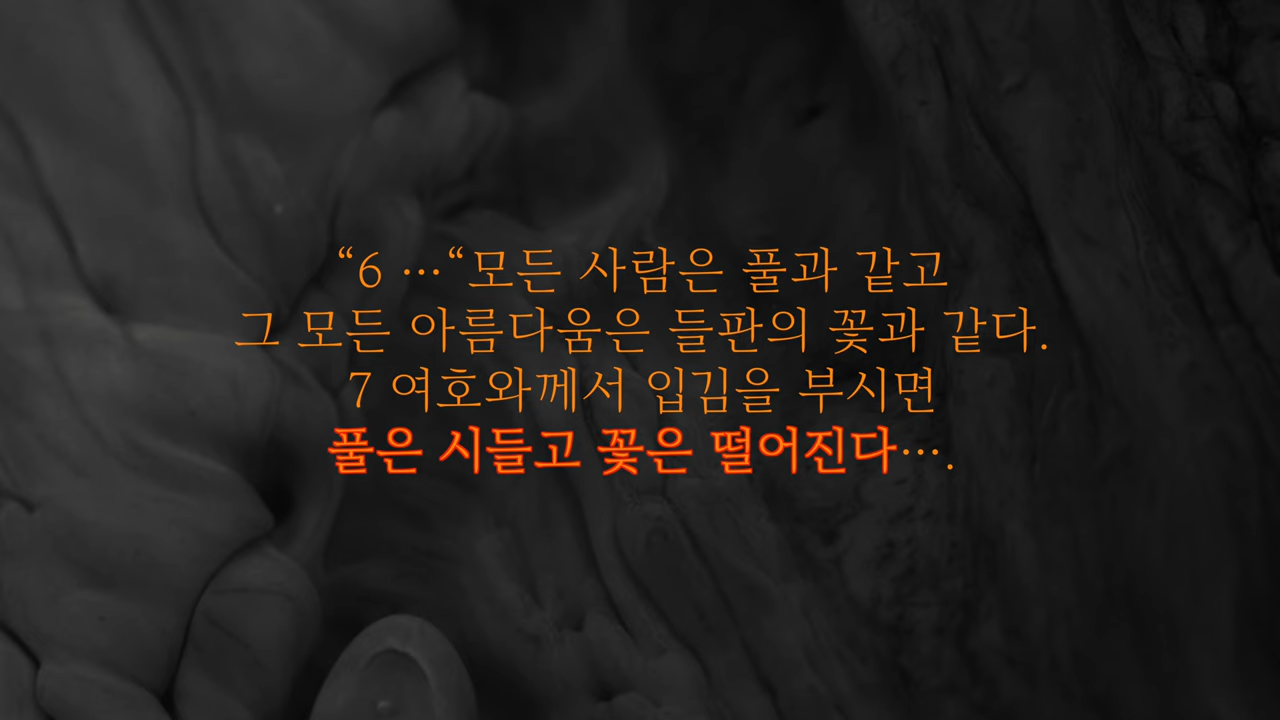 “6 …“모든 사람은 풀과 같고
그 모든 아름다움은 들판의 꽃과 같다.
7 여호와께서 입김을 부시면
풀은 시들고 꽃은 떨어진다….